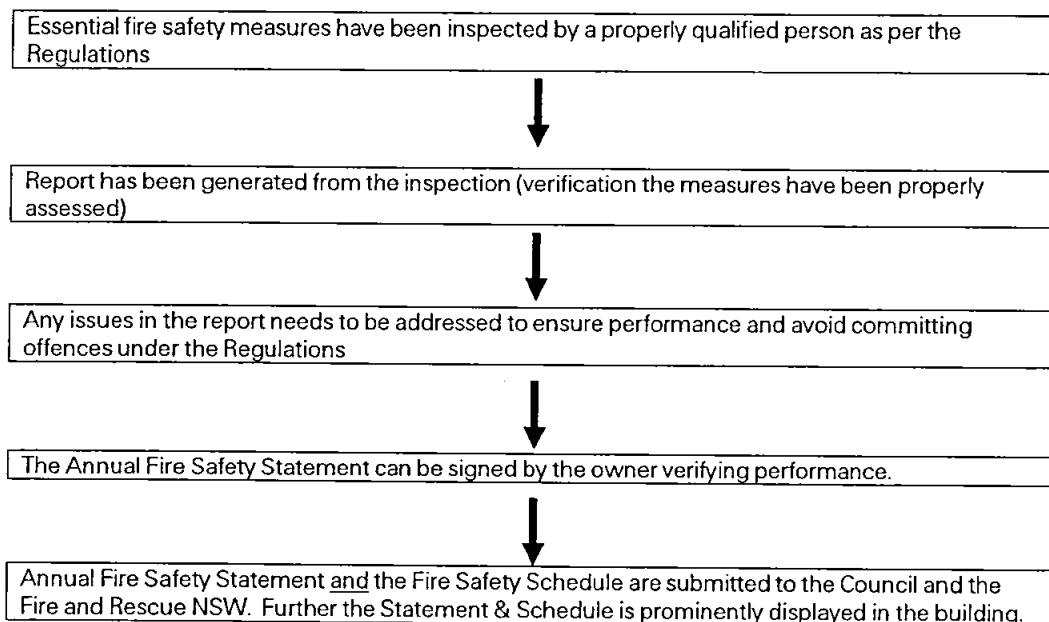 Essential fire safety measures have been inspected by a properly qualified person as per the
Regulations
Report has been generated from the inspection (verification the measures have been properly
assessed)
Any issues in the report needs to be addressed to ensure performance and avoid committing
offences under the Regulations
The Annual Fire Safety Statement can be signed by the owner verifying performance.
Annual Fire Safety Statement and the Fire Safety Schedule are submitted to the Council and the
Fire and Rescue NSW. Further the Statement & Schedule is prominently displayed in the building.